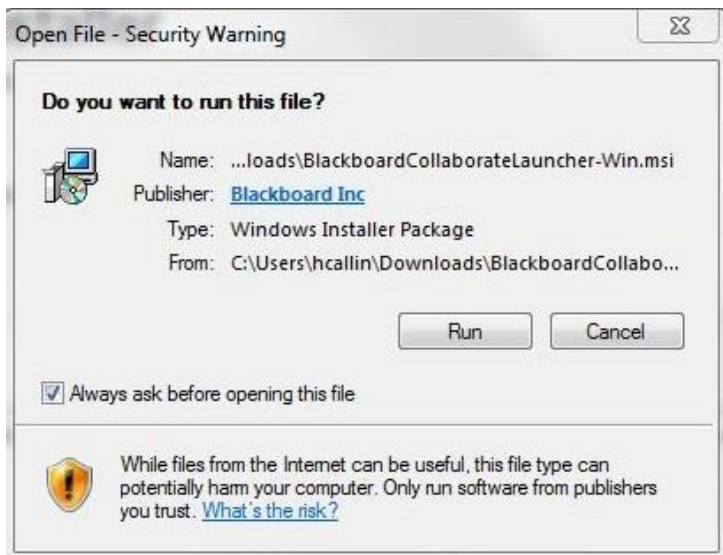 Open File - Security Warning
Do you want to run this file?
Name: ...loads\BlackboardCollaborateLauncher-Win.msi
Publisher: Blackboard Inc
Type: Windows Installer Package
From: C:\Users\hcallin\Downloads\BlackboardCollabo...
Run Cancel
Always ask before opening this file
While files from the Internet can be useful, this file type can
potentially harm your computer. Only run software from publishers
you trust. What's the risk?